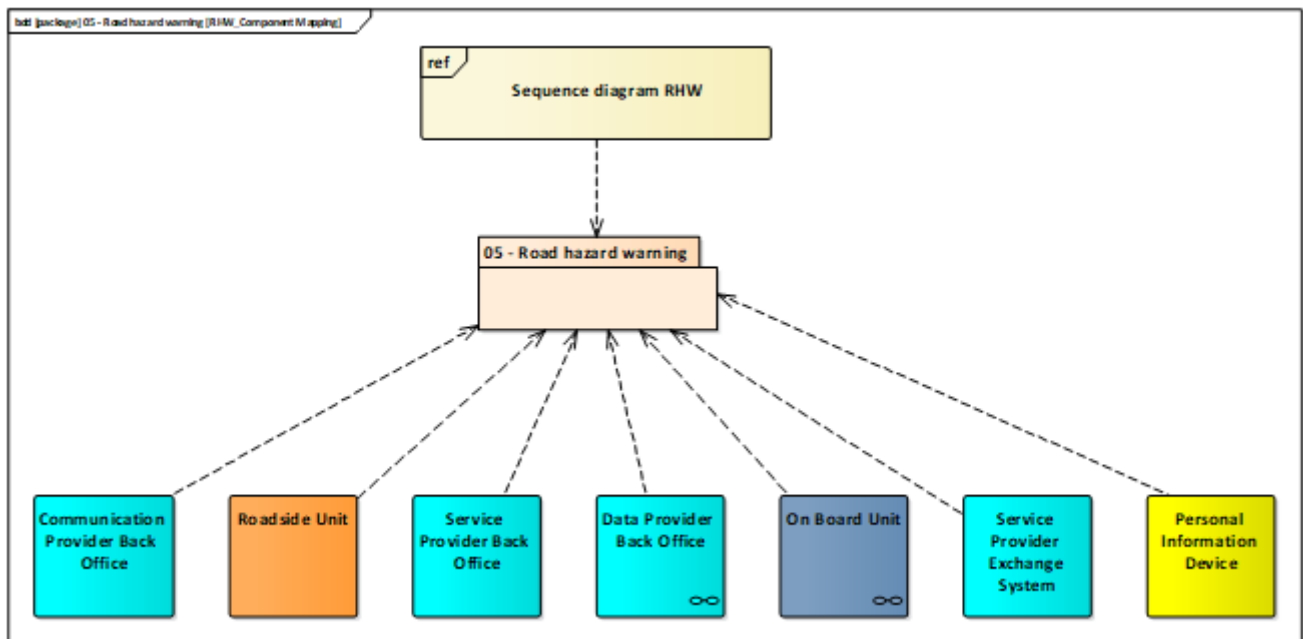 bdd [package] 05 - Road hazard warning [RHW_Component Mapping]
ref
Sequence diagram RHW
05 - Road hazard warning
Communication
Provider Back
Office
Roadside Unit
Service
Provider Back
Office
Data Provider
Back Office
On Board Unit
Service
Provider
Exchange
System
Personal
Information
Device